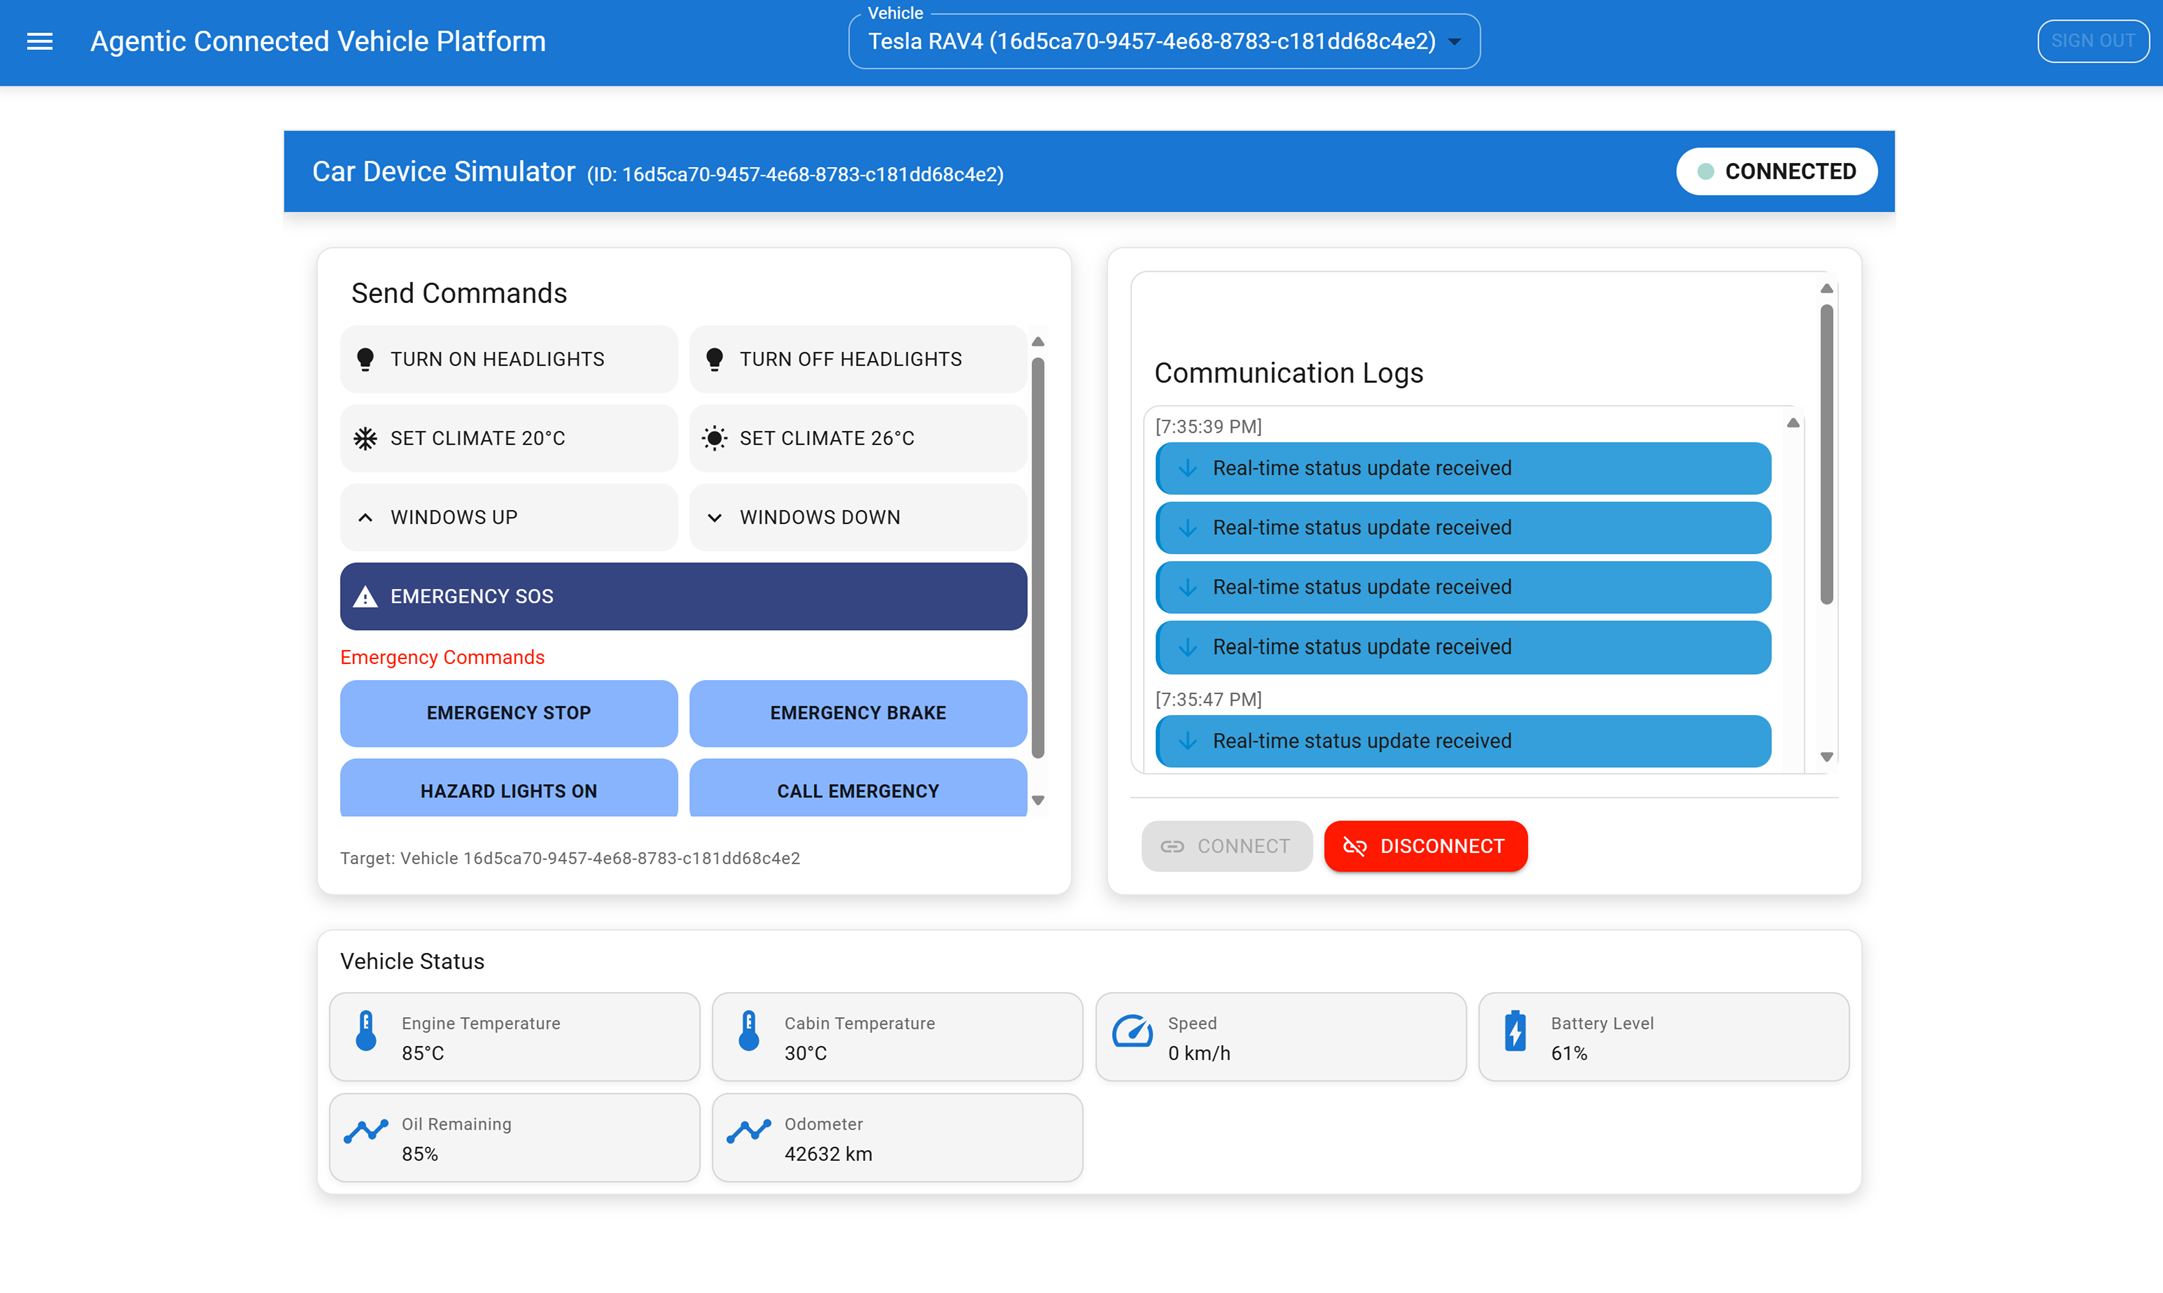 Agentic Connected Vehicle Platform
Vehicle
Tesla RAV4 (16d5ca70-9457-4e68-8783-c181dd68c4e2)
SIGN OUT
Car Device Simulator (ID: 16d5ca70-9457-4e68-8783-c181dd68c4e2)
CONNECTED
Send Commands
TURN ON HEADLIGHTS
TURN OFF HEADLIGHTS
SET CLIMATE 20°C
SET CLIMATE 26°C
WINDOWS UP
WINDOWS DOWN
EMERGENCY SOS
Emergency Commands
EMERGENCY STOP
EMERGENCY BRAKE
HAZARD LIGHTS ON
CALL EMERGENCY
Target: Vehicle 16d5ca70-9457-4e68-8783-c181dd68c4e2
Communication Logs
[7:35:39 PM]
Real-time status update received
Real-time status update received
Real-time status update received
Real-time status update received
[7:35:47 PM]
Real-time status update received
CONNECT
DISCONNECT
Vehicle Status
Engine Temperature
85°C
Cabin Temperature
30°C
Speed
0 km/h
Battery Level
61%
Oil Remaining
85%
Odometer
42632 km